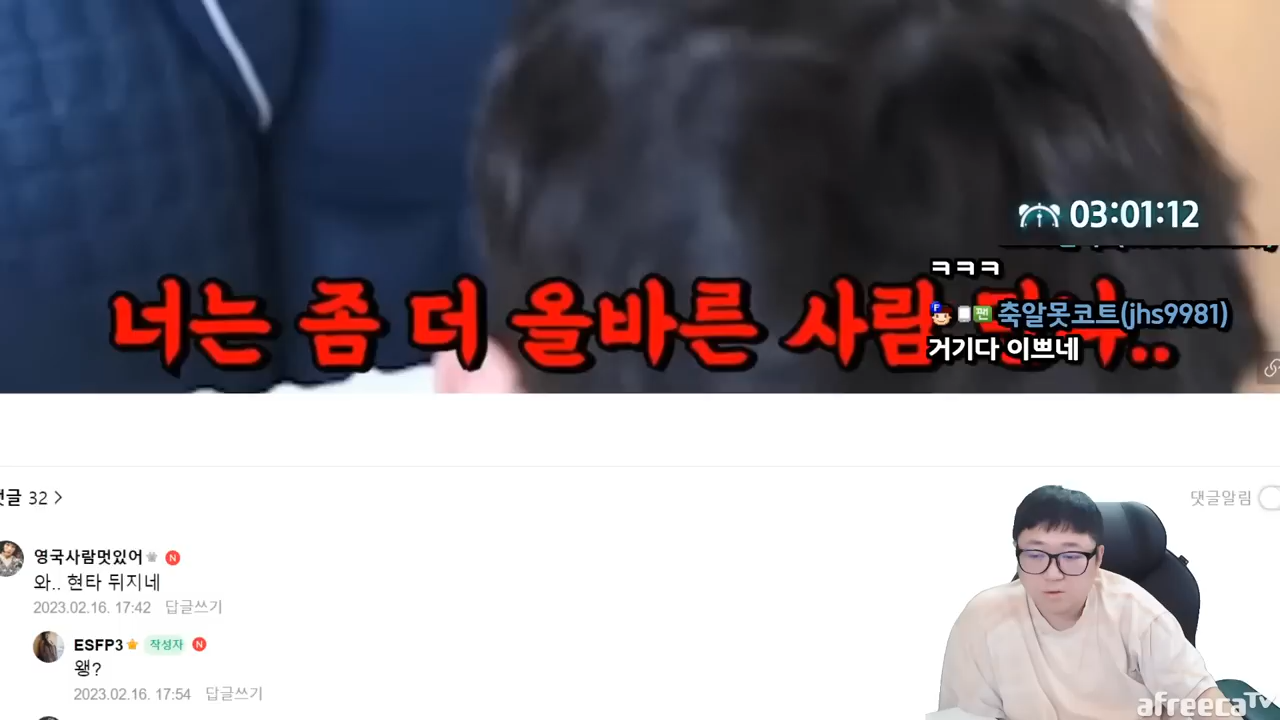 03:01:12
ㅋㅋㅋ
축알못코트(jhs9981)
거기다 이쁘네
너는 좀 더 올바른 사람
댓글 32
댓글알림
영국사람멋있어 N
와.. 현타 뒤지네
2023.02.16. 17:42 답글쓰기
ESFP3 작성자 N
왱?
2023.02.16. 17:54 답글쓰기
afreecaTV